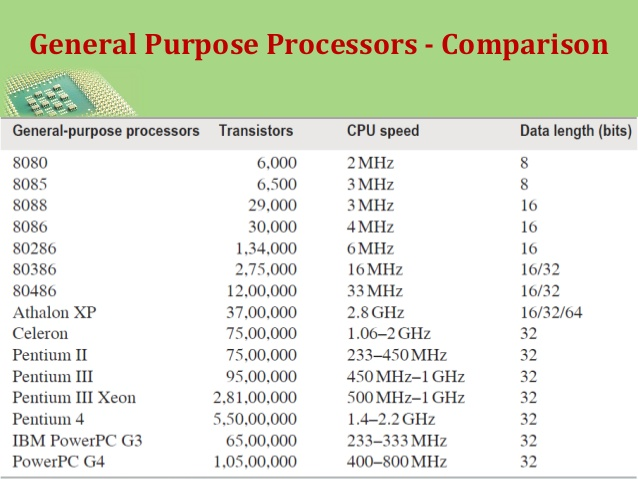 General Purpose Processors - Comparison
General-purpose processors Transistors CPU speed Data length (bits)
8080 6,000 2 MHz 8
8085 6,500 3 MHz 8
8088 29,000 3 MHz 16
8086 30,000 4 MHz 16
80286 1,34,000 6 MHz 16
80386 2,75,000 16 MHz 16/32
80486 12,00,000 33 MHz 16/32
Athalon XP 37,00,000 2.8 GHz 16/32/64
Celeron 75,00,000 1.06–2 GHz 32
Pentium II 75,00,000 233–450 MHz 32
Pentium III 95,00,000 450 MHz–1 GHz 32
Pentium III Xeon 2,81,00,000 500 MHz–1 GHz 32
Pentium 4 5,50,00,000 1.4–2.2 GHz 32
IBM PowerPC G3 65,00,000 233–333 MHz 32
PowerPC G4 1,05,00,000 400–800 MHz 32